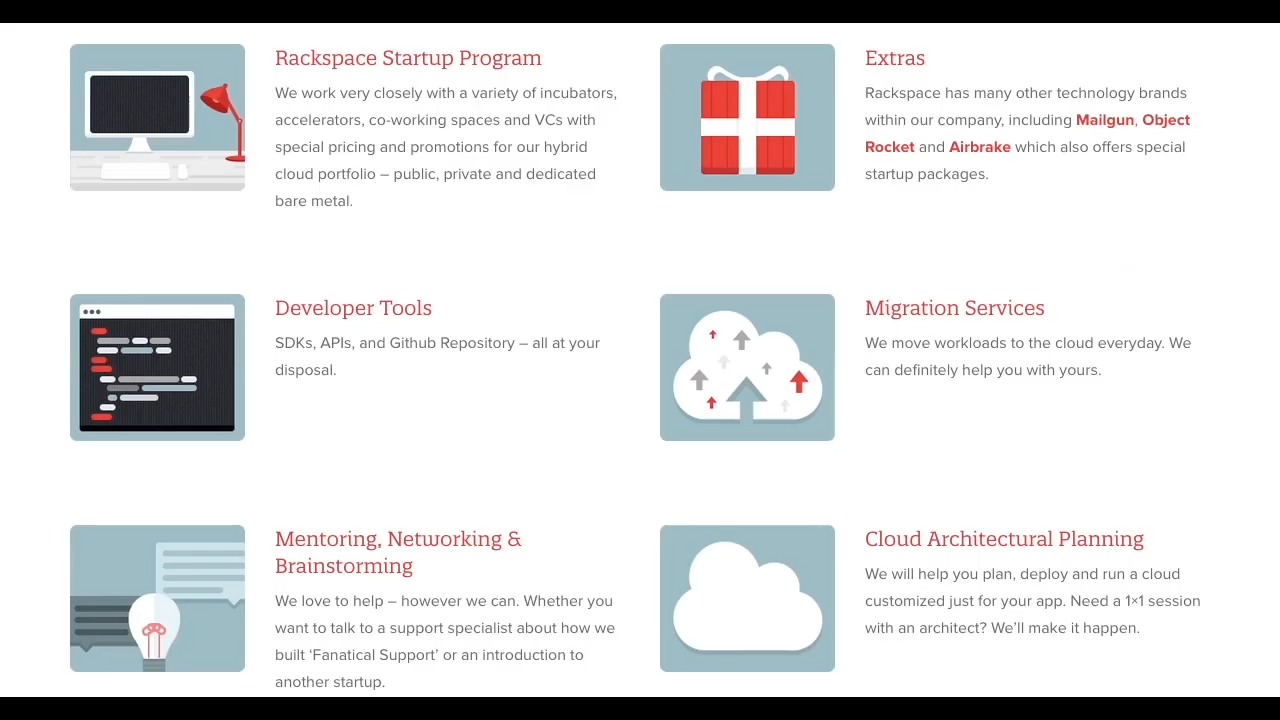 Rackspace Startup Program
We work very closely with a variety of incubators,
accelerators, co-working spaces and VCs with
special pricing and promotions for our hybrid
cloud portfolio – public, private and dedicated
bare metal.
Extras
Rackspace has many other technology brands
within our company, including Mailgun, Object
Rocket and Airbrake which also offers special
startup packages.
Developer Tools
SDKs, APIs, and Github Repository – all at your
disposal.
Migration Services
We move workloads to the cloud everyday. We
can definitely help you with yours.
Mentoring, Networking &
Brainstorming
We love to help – however we can. Whether you
want to talk to a support specialist about how we
built ‘Fanatical Support’ or an introduction to
another startup.
Cloud Architectural Planning
We will help you plan, deploy and run a cloud
customized just for your app. Need a 1×1 session
with an architect? We’ll make it happen.